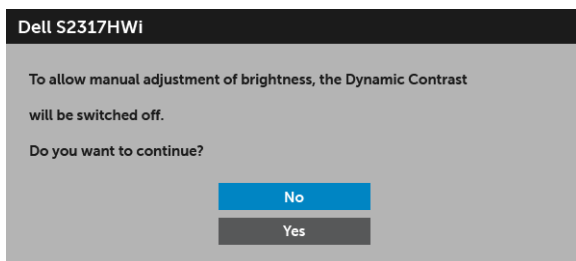 Dell S2317HWi
To allow manual adjustment of brightness, the Dynamic Contrast
will be switched off.
Do you want to continue?
No
Yes